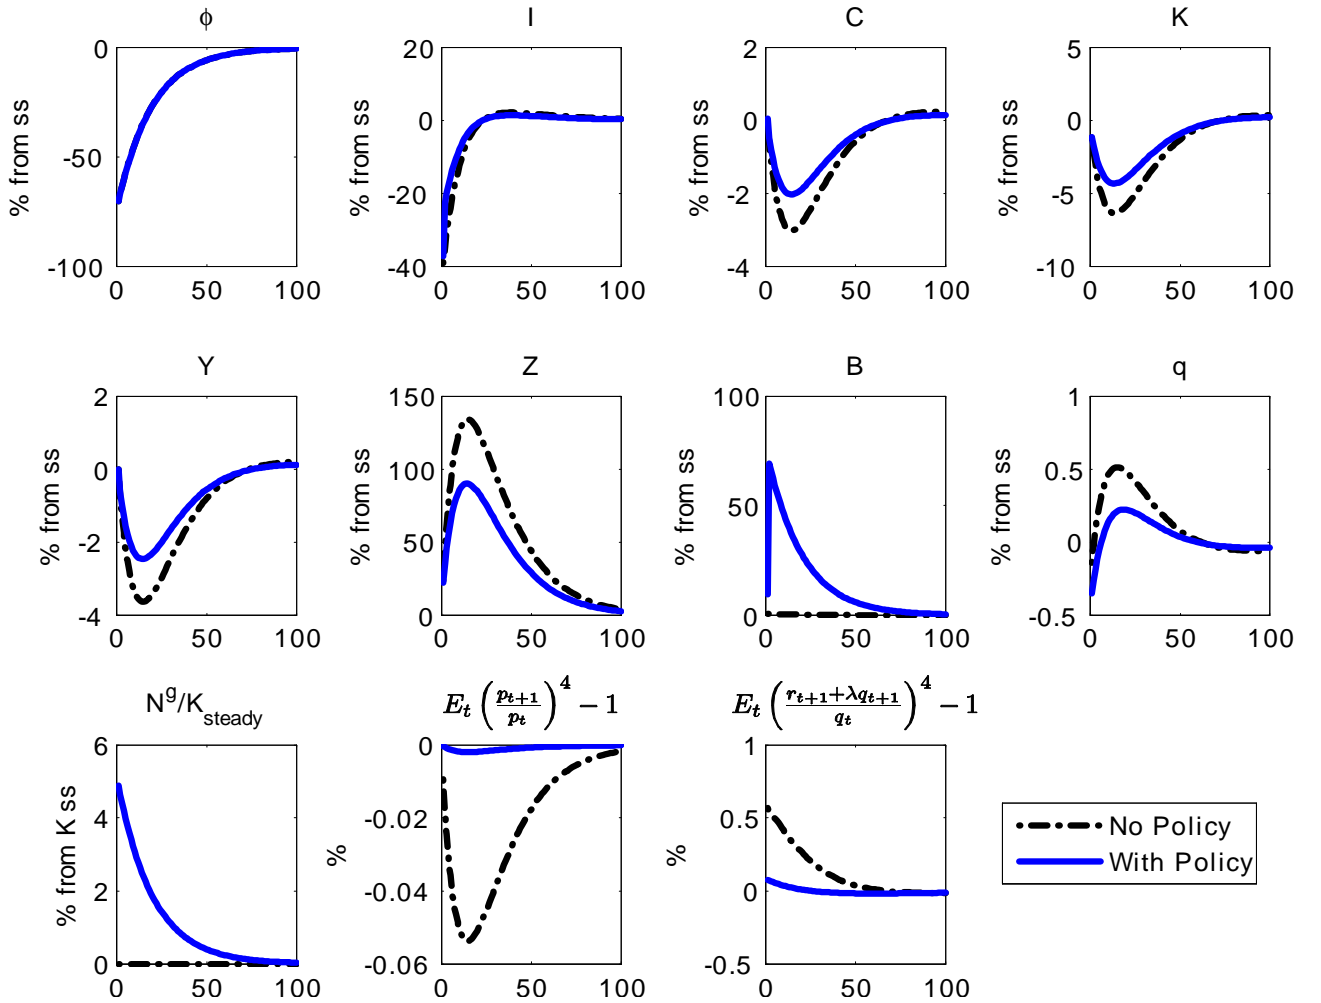 ϕ I C K
% from ss 0 -50 -100 0 50 100
% from ss 20 0 -20 -40 0 50 100
% from ss 2 0 -2 -4 0 50 100
% from ss 5 0 -5 -10 0 50 100
Y Z B q
% from ss 2 0 -2 -4 0 50 100
% from ss 150 100 50 0 0 50 100
% from ss 100 50 0 0 50 100
% from ss 1 0.5 0 -0.5 0 50 100
N^g/K_steady E_t (p_{t+1}/p_t)^4 − 1 E_t (r_{t+1}+λq_{t+1}/q_t)^4 − 1
% from K ss 6 4 2 0 0 50 100
% 0 -0.02 -0.04 -0.06 0 50 100
% 1 0.5 0 -0.5 0 50 100
No Policy
With Policy